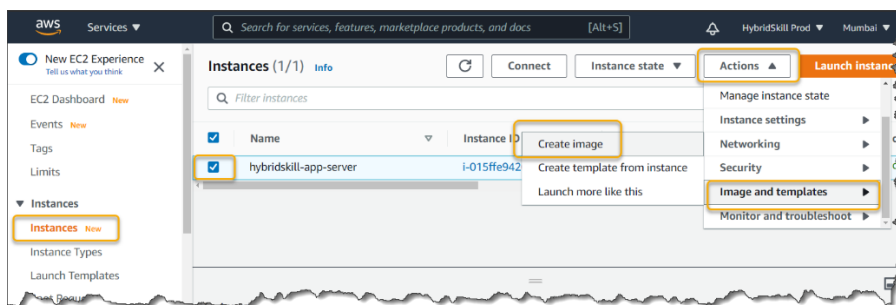 aws Services ▼ Search for services, features, marketplace products, and docs [Alt+S] HybridSkill Prod ▼ Mumbai ▼
New EC2 Experience
Tell us what you think
EC2 Dashboard New
Events New
Tags
Limits
▼ Instances
Instances New
Instance Types
Launch Templates
Instances (1/1) Info Connect Instance state ▼ Actions ▲ Launch instanc
Filter instances
Name Instance ID
hybridskill-app-server i-015ffe942
Create image
Create template from instance
Launch more like this
Manage instance state
Instance settings
Networking
Security
Image and templates
Monitor and troubleshoot